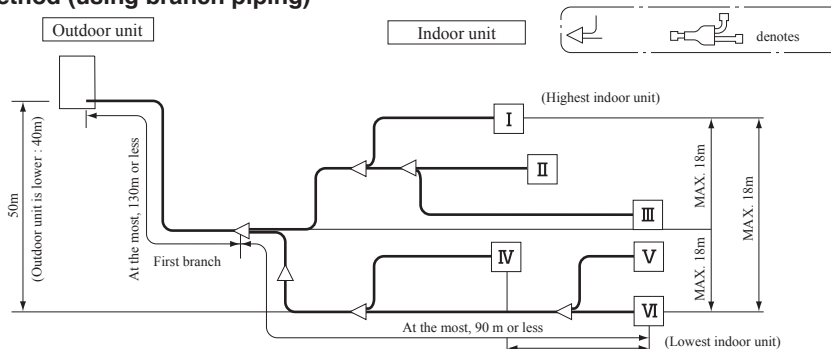 ethod (using branch piping)
Outdoor unit
Indoor unit
denotes
(Highest indoor unit)
I
II
III
IV
V
VI
50m
(Outdoor unit is lower : 40m)
At the most, 130m or less
First branch
MAX. 18m
MAX. 18m
MAX. 18m
At the most, 90 m or less
(Lowest indoor unit)